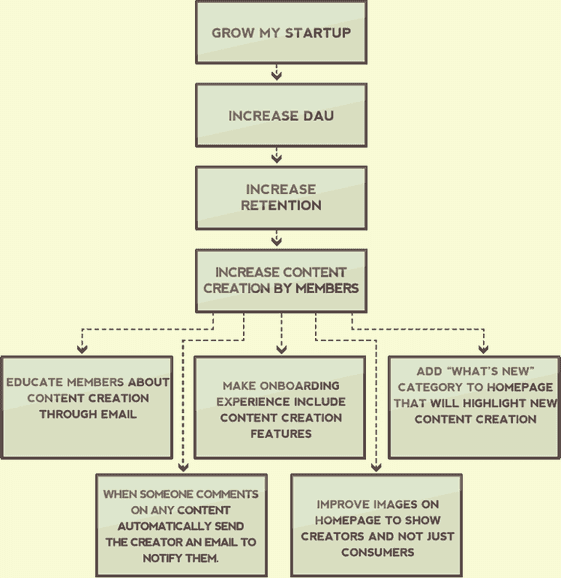 GROW MY STARTUP
INCREASE DAU
INCREASE
RETENTION
INCREASE CONTENT
CREATION BY MEMBERS
EDUCATE MEMBERS ABOUT
CONTENT CREATION
THROUGH EMAIL
MAKE ONBOARDING
EXPERIENCE INCLUDE
CONTENT CREATION
FEATURES
ADD "WHAT'S NEW"
CATEGORY TO HOMEPAGE
THAT WILL HIGHLIGHT NEW
CONTENT CREATION
WHEN SOMEONE COMMENTS
ON ANY CONTENT
AUTOMATICALLY SEND
THE CREATOR AN EMAIL TO
NOTIFY THEM.
IMPROVE IMAGES ON
HOMEPAGE TO SHOW
CREATORS AND NOT JUST
CONSUMERS